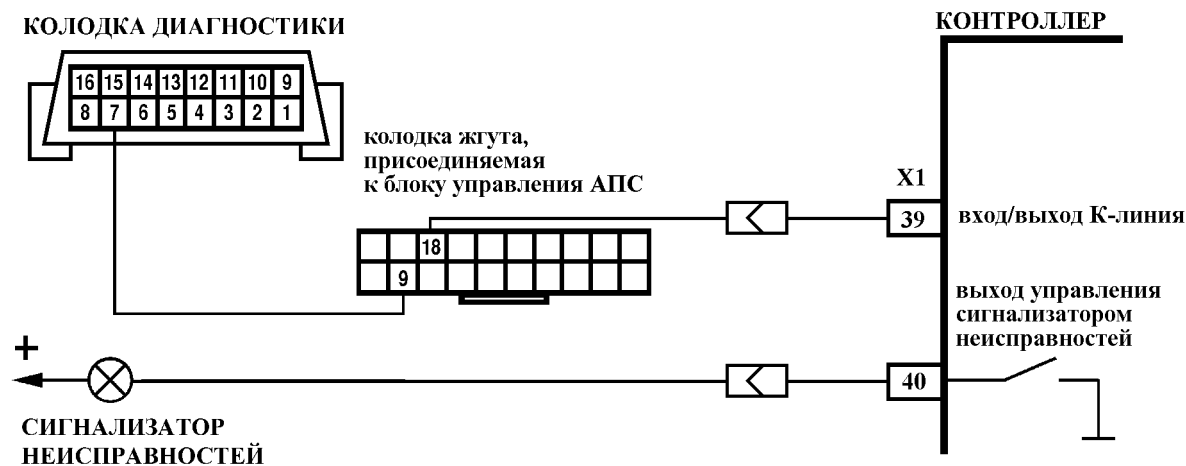 КОЛОДКА ДИАГНОСТИКИ
16 15 14 13 12 11 10 9
8 7 6 5 4 3 2 1
колодка жгута,
присоединяемая
к блоку управления АПС
18
9
КОНТРОЛЛЕР
X1
39
вход/выход К-линия
выход управления
сигнализатором
неисправностей
40
+
СИГНАЛИЗАТОР
НЕИСПРАВНОСТЕЙ